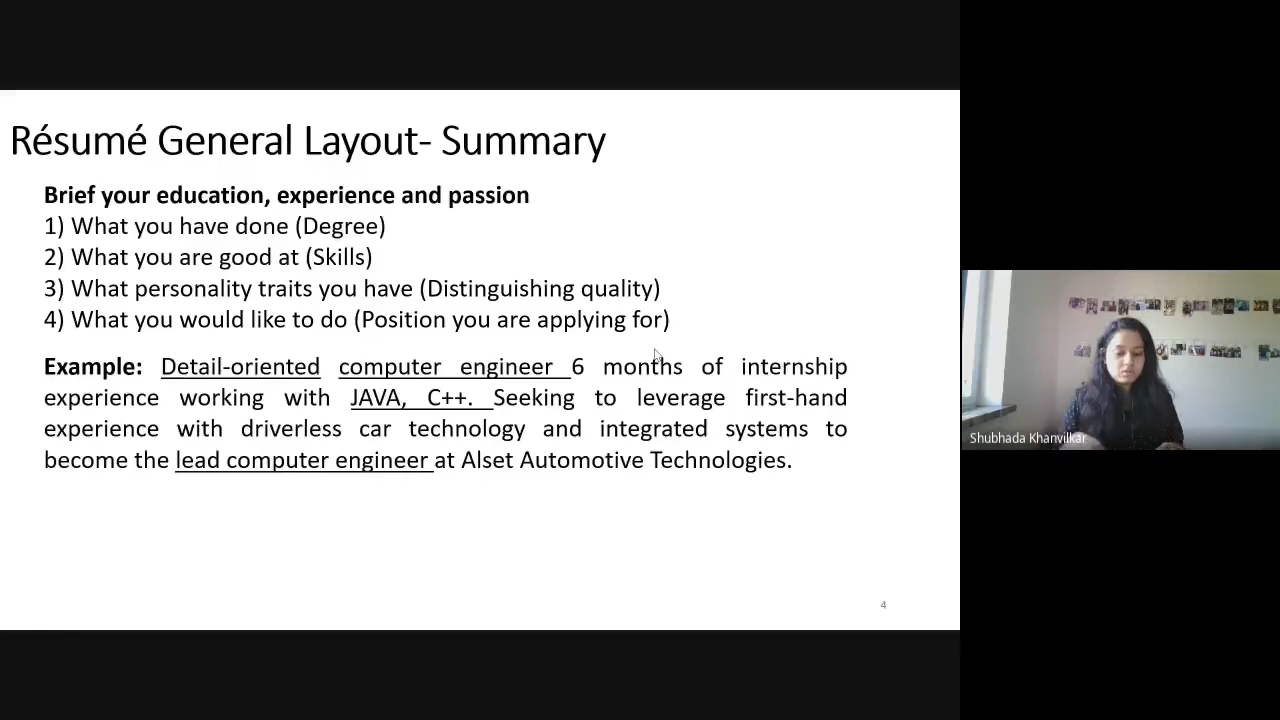 Résumé General Layout- Summary
Brief your education, experience and passion
1) What you have done (Degree)
2) What you are good at (Skills)
3) What personality traits you have (Distinguishing quality)
4) What you would like to do (Position you are applying for)
Example: Detail-oriented computer engineer 6 months of internship
experience working with JAVA, C++. Seeking to leverage first-hand
experience with driverless car technology and integrated systems to
become the lead computer engineer at Alset Automotive Technologies.
4
Shubhada Khanvilkar